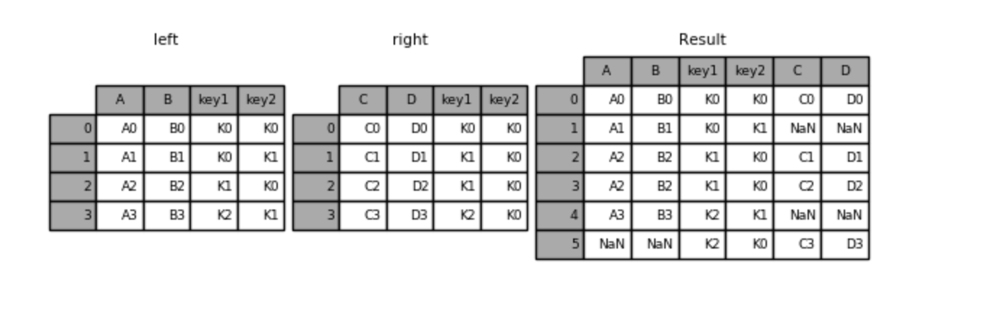 left right Result
A B key1 key2 C D
A B key1 key2 C D key1 key2 0 A0 B0 K0 K0 C0 D0
0 A0 B0 K0 K0 0 C0 D0 K0 K0 1 A1 B1 K0 K1 NaN NaN
1 A1 B1 K0 K1 1 C1 D1 K1 K0 2 A2 B2 K1 K0 C1 D1
2 A2 B2 K1 K0 2 C2 D2 K1 K0 3 A2 B2 K1 K0 C2 D2
3 A3 B3 K2 K1 3 C3 D3 K2 K0 4 A3 B3 K2 K1 NaN NaN
5 NaN NaN K2 K0 C3 D3